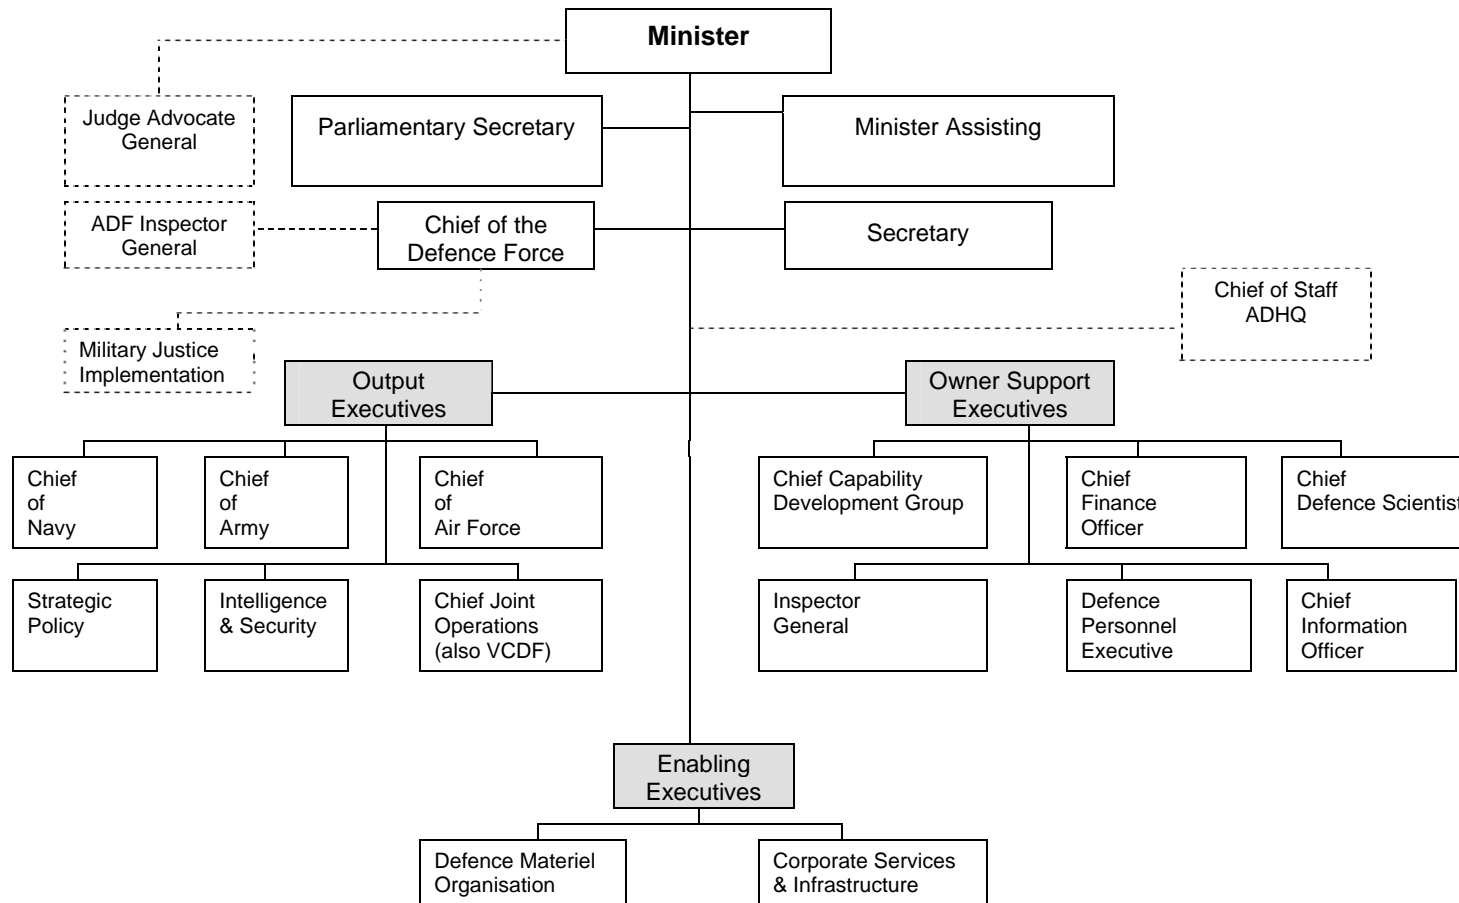 Minister
Judge Advocate
General
Parliamentary Secretary
Minister Assisting
ADF Inspector
General
Chief of the
Defence Force
Secretary
Chief of Staff
ADHQ
Military Justice
Implementation
Output
Executives
Owner Support
Executives
Chief
of
Navy
Chief
of
Army
Chief
of
Air Force
Chief Capability
Development Group
Chief
Finance
Officer
Chief
Defence Scientist
Strategic
Policy
Intelligence
& Security
Chief Joint
Operations
(also VCDF)
Inspector
General
Defence
Personnel
Executive
Chief
Information
Officer
Enabling
Executives
Defence Materiel
Organisation
Corporate Services
& Infrastructure